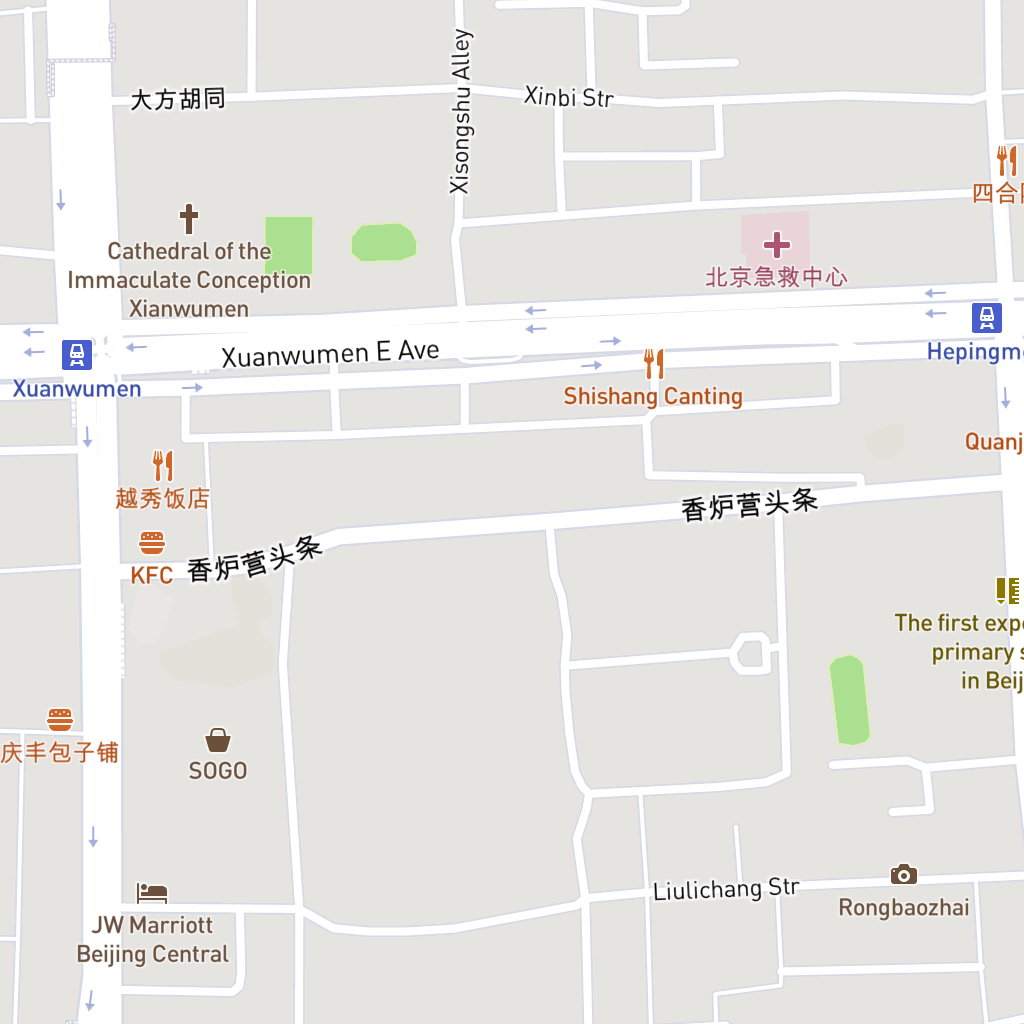 Xisongshu Alley
大方胡同
Xinbi Str
四合
Cathedral of the
Immaculate Conception
Xianwumen
北京急救中心
Xuanwumen E Ave
Hepingm
Xuanwumen
Shishang Canting
Quanj
越秀饭店
香炉营头条
香炉营头条
KFC
The first exp
primary s
in Beij
庆丰包子铺
SOGO
Liulichang Str
Rongbaozhai
JW Marriott
Beijing Central